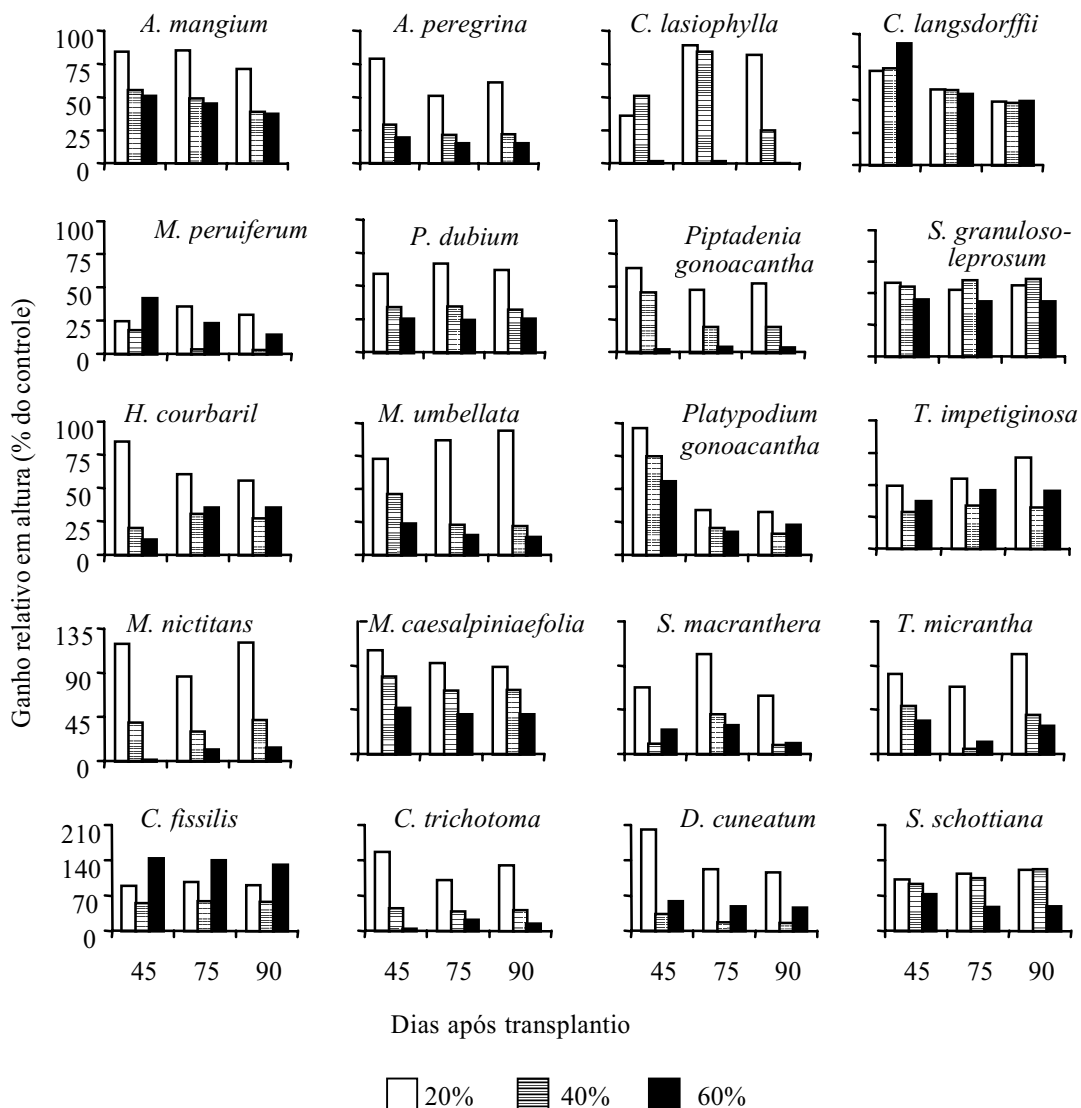 A. mangium
A. peregrina
C. lasiophylla
C. langsdorffii
100
75
50
25
0
M. peruiferum
P. dubium
Piptadenia
gonoacantha
S. granuloso-
leprosum
100
75
50
25
0
H. courbaril
M. umbellata
Platypodium
gonoacantha
T. impetiginosa
100
75
50
25
0
M. nictitans
M. caesalpiniaefolia
S. macranthera
T. micrantha
135
90
45
0
C. fissilis
C. trichotoma
D. cuneatum
S. schottiana
210
140
70
0
45 75 90
45 75 90
45 75 90
45 75 90
Ganho relativo em altura (% do controle)
Dias após transplantio
20% 40% 60%